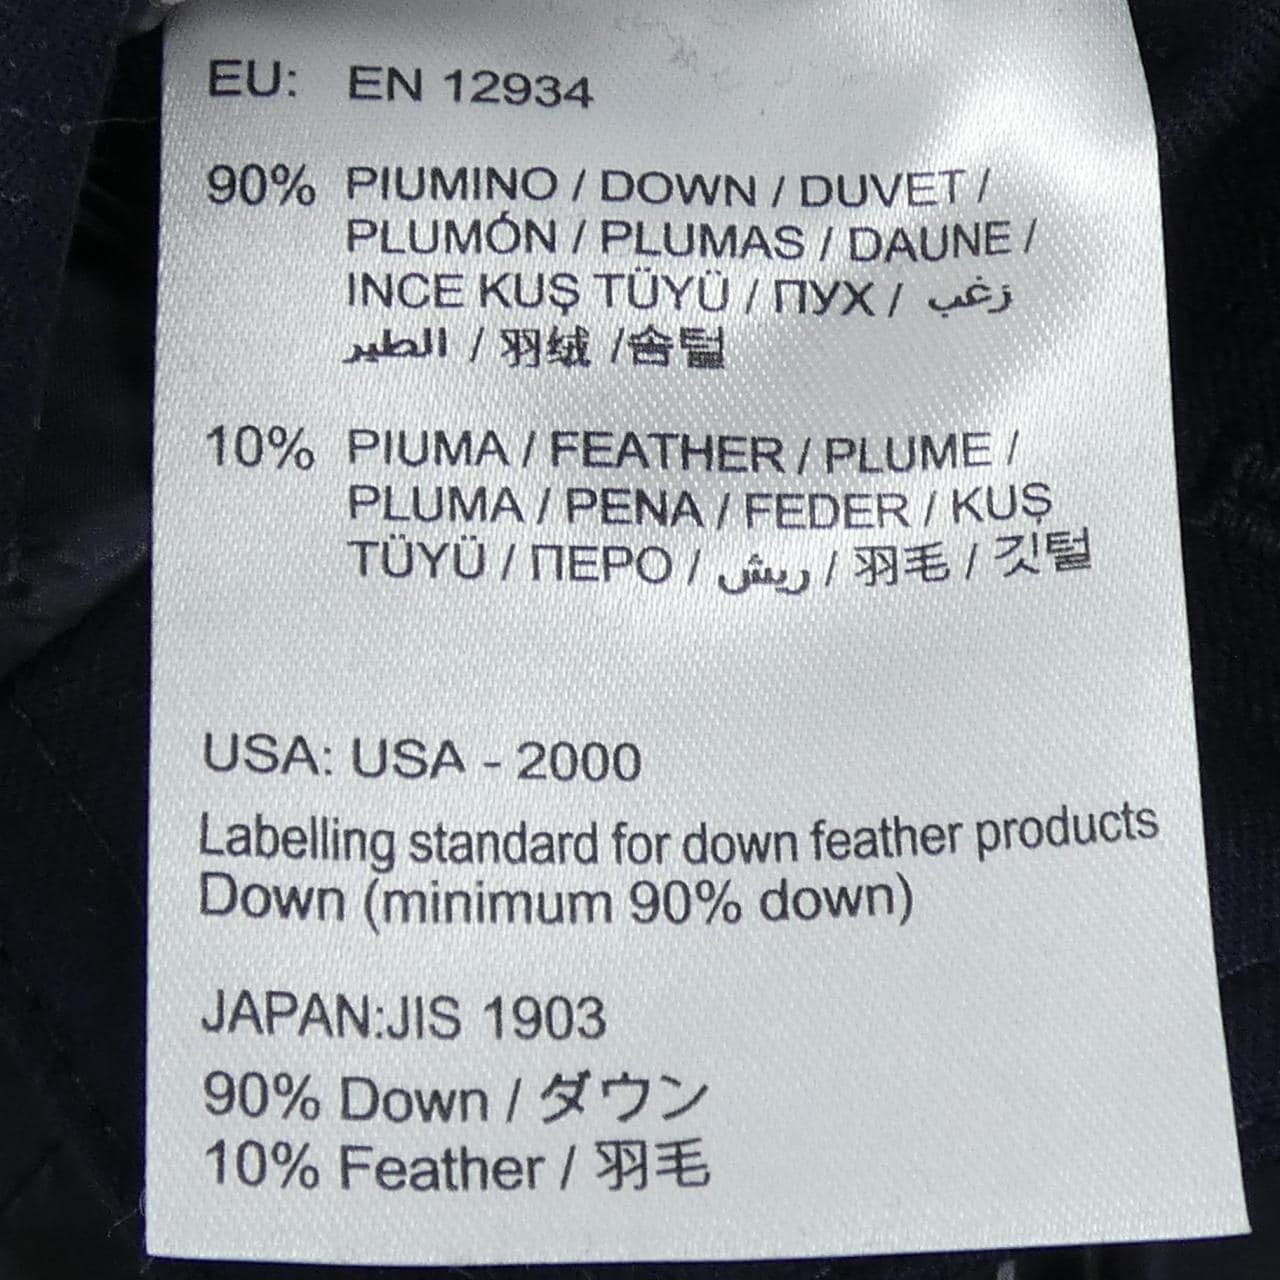 EU: EN 12934
90% PIUMINO / DOWN / DUVET /
PLUMÓN / PLUMAS / DAUNE /
INCE KUŞ TÜYÜ / ПУХ / زغب
الطير / 羽绒 /솜털
10% PIUMA / FEATHER / PLUME /
PLUMA / PENA / FEDER / KUŞ
TÜYÜ / ПЕРО / ريش / 羽毛 / 깃털
USA: USA - 2000
Labelling standard for down feather products
Down (minimum 90% down)
JAPAN:JIS 1903
90% Down / ダウン
10% Feather / 羽毛